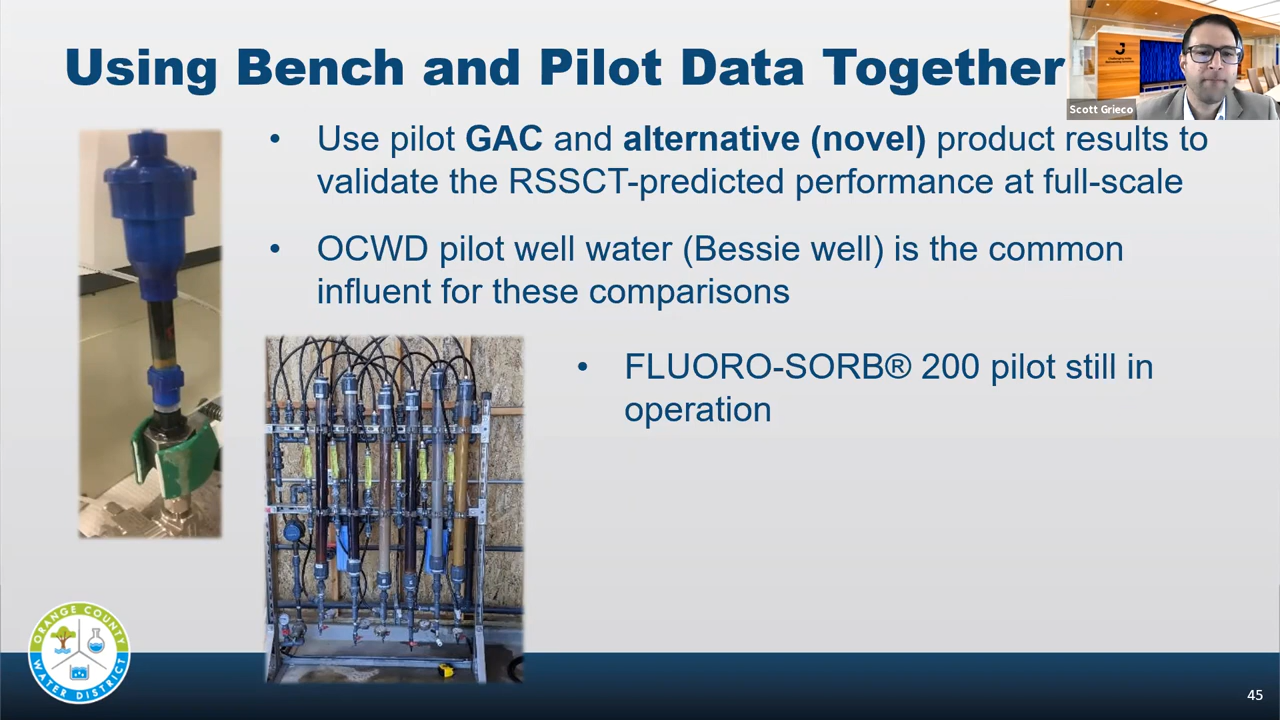 Using Bench and Pilot Data Together
Scott Grieco
• Use pilot GAC and alternative (novel) product results to
validate the RSSCT-predicted performance at full-scale
• OCWD pilot well water (Bessie well) is the common
influent for these comparisons
• FLUORO-SORB® 200 pilot still in
operation
ORANGE COUNTY
WATER DISTRICT
45